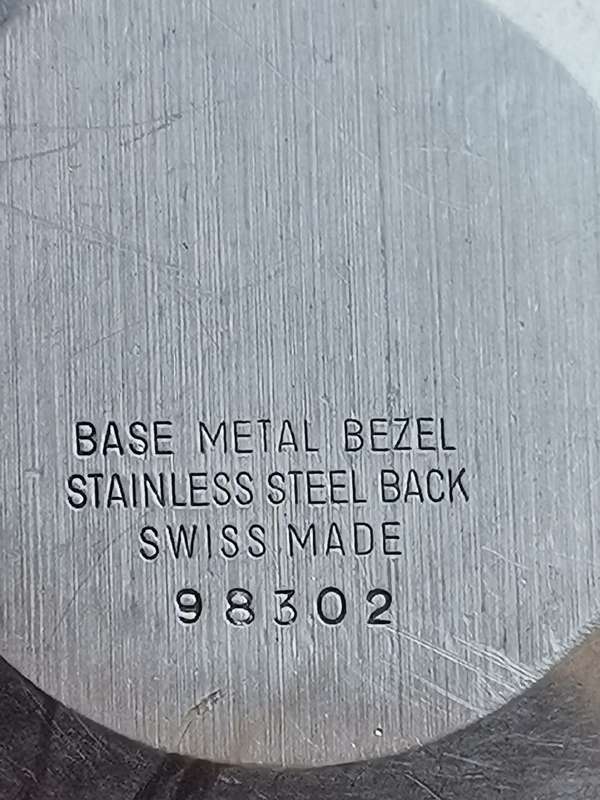 BASE METAL BEZEL
STAINLESS STEEL BACK
SWISS MADE
98302